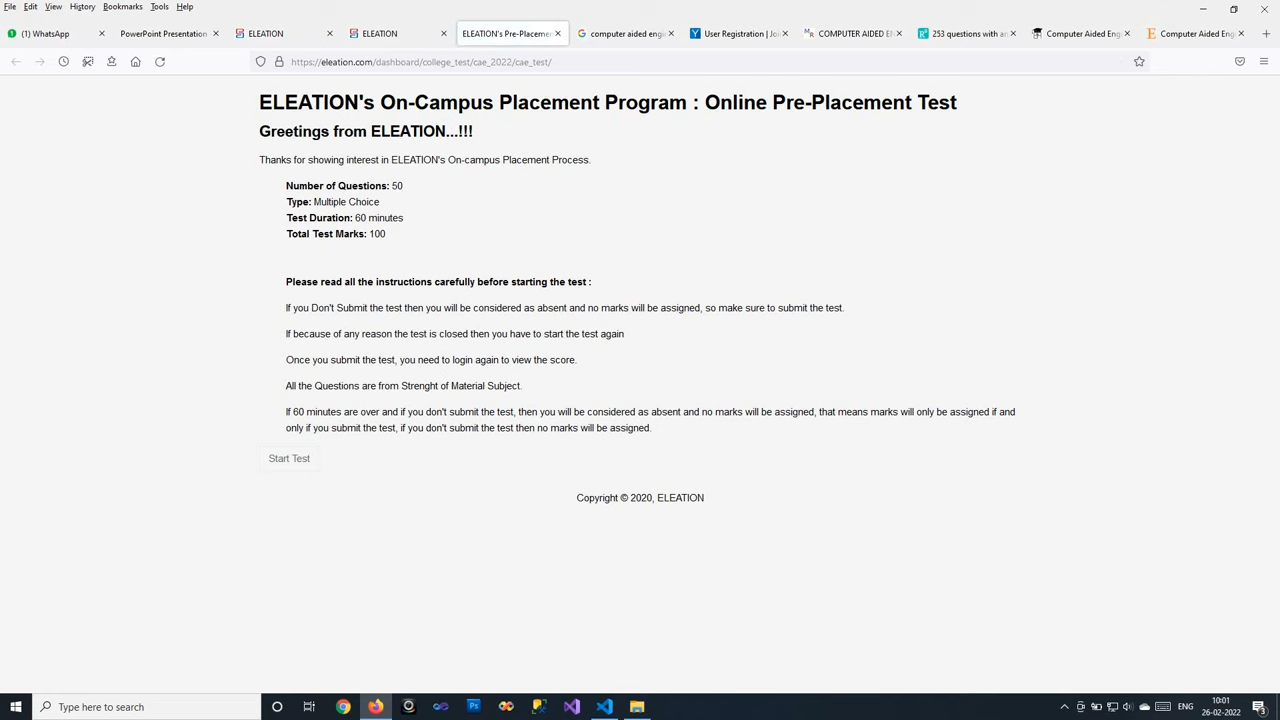 File Edit View History Bookmarks Tools Help
(1) WhatsApp PowerPoint Presentation ELEATION ELEATION ELEATION's Pre-Placemen computer aided engi User Registration | Joi COMPUTER AIDED EN 253 questions with an Computer Aided Eng Computer Aided Eng
https://eleation.com/dashboard/college_test/cae_2022/cae_test/
ELEATION's On-Campus Placement Program : Online Pre-Placement Test
Greetings from ELEATION...!!!
Thanks for showing interest in ELEATION's On-campus Placement Process.
Number of Questions: 50
Type: Multiple Choice
Test Duration: 60 minutes
Total Test Marks: 100
Please read all the instructions carefully before starting the test :
If you Don't Submit the test then you will be considered as absent and no marks will be assigned, so make sure to submit the test.
If because of any reason the test is closed then you have to start the test again
Once you submit the test, you need to login again to view the score.
All the Questions are from Strenght of Material Subject.
If 60 minutes are over and if you don't submit the test, then you will be considered as absent and no marks will be assigned, that means marks will only be assigned if and
only if you submit the test, if you don't submit the test then no marks will be assigned.
Start Test
Copyright © 2020, ELEATION
Type here to search
ENG
10:01
26-02-2022